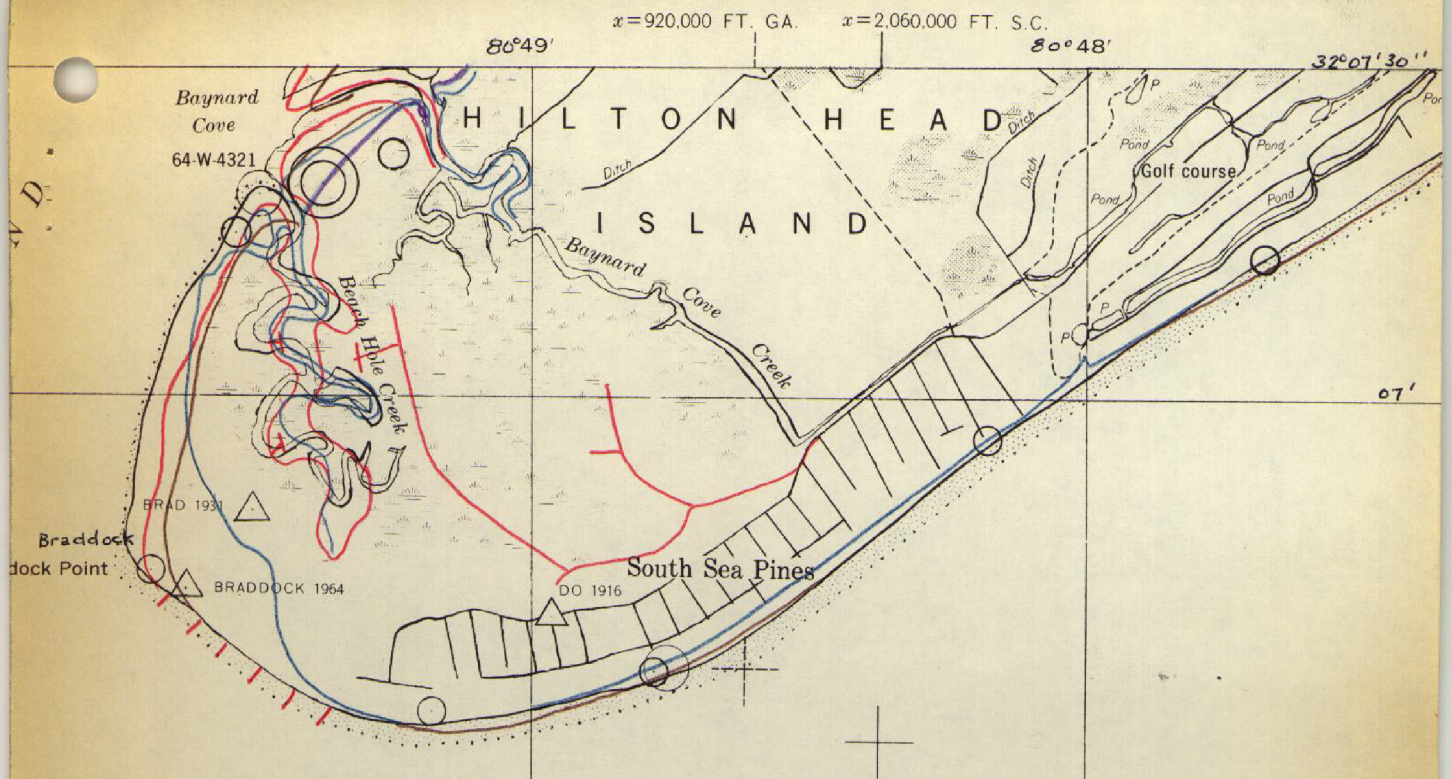 x=920,000 FT. GA.
x=2,060,000 FT. S.C.
80°49'
80°48'
32°07'30"
Baynard
Cove
64-W-4321
HILTON HEAD
ISLAND
Ditch
Ditch
Ditch
P
Pond
Pond
Pond
Pond
Golf course
N D
Baynard
Cove
Creek
Beach Hole Creek
P
P
07'
BRAD 1931
Braddock
dock Point
BRADDOCK 1964
South Sea Pines
DO 1916